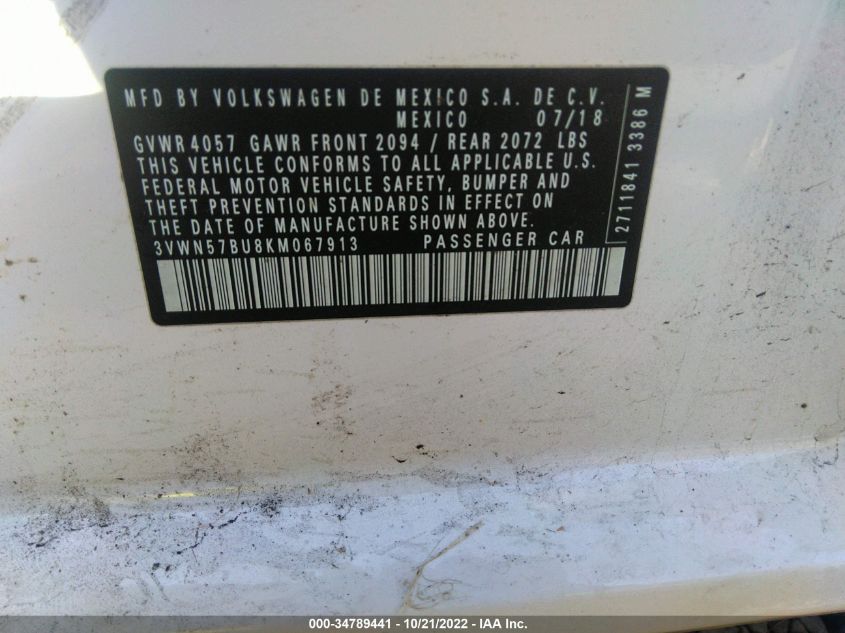 MFD BY VOLKSWAGEN DE MEXICO S.A. DE C.V.
MEXICO 07/18
GVWR 4057 GAWR FRONT 2094 / REAR 2072 LBS
THIS VEHICLE CONFORMS TO ALL APPLICABLE U.S.
FEDERAL MOTOR VEHICLE SAFETY, BUMPER AND
THEFT PREVENTION STANDARDS IN EFFECT ON
THE DATE OF MANUFACTURE SHOWN ABOVE.
3VWN57BU8KM067913 PASSENGER CAR
27118841 3386 M
000-34789441 - 10/21/2022 - IAA Inc.